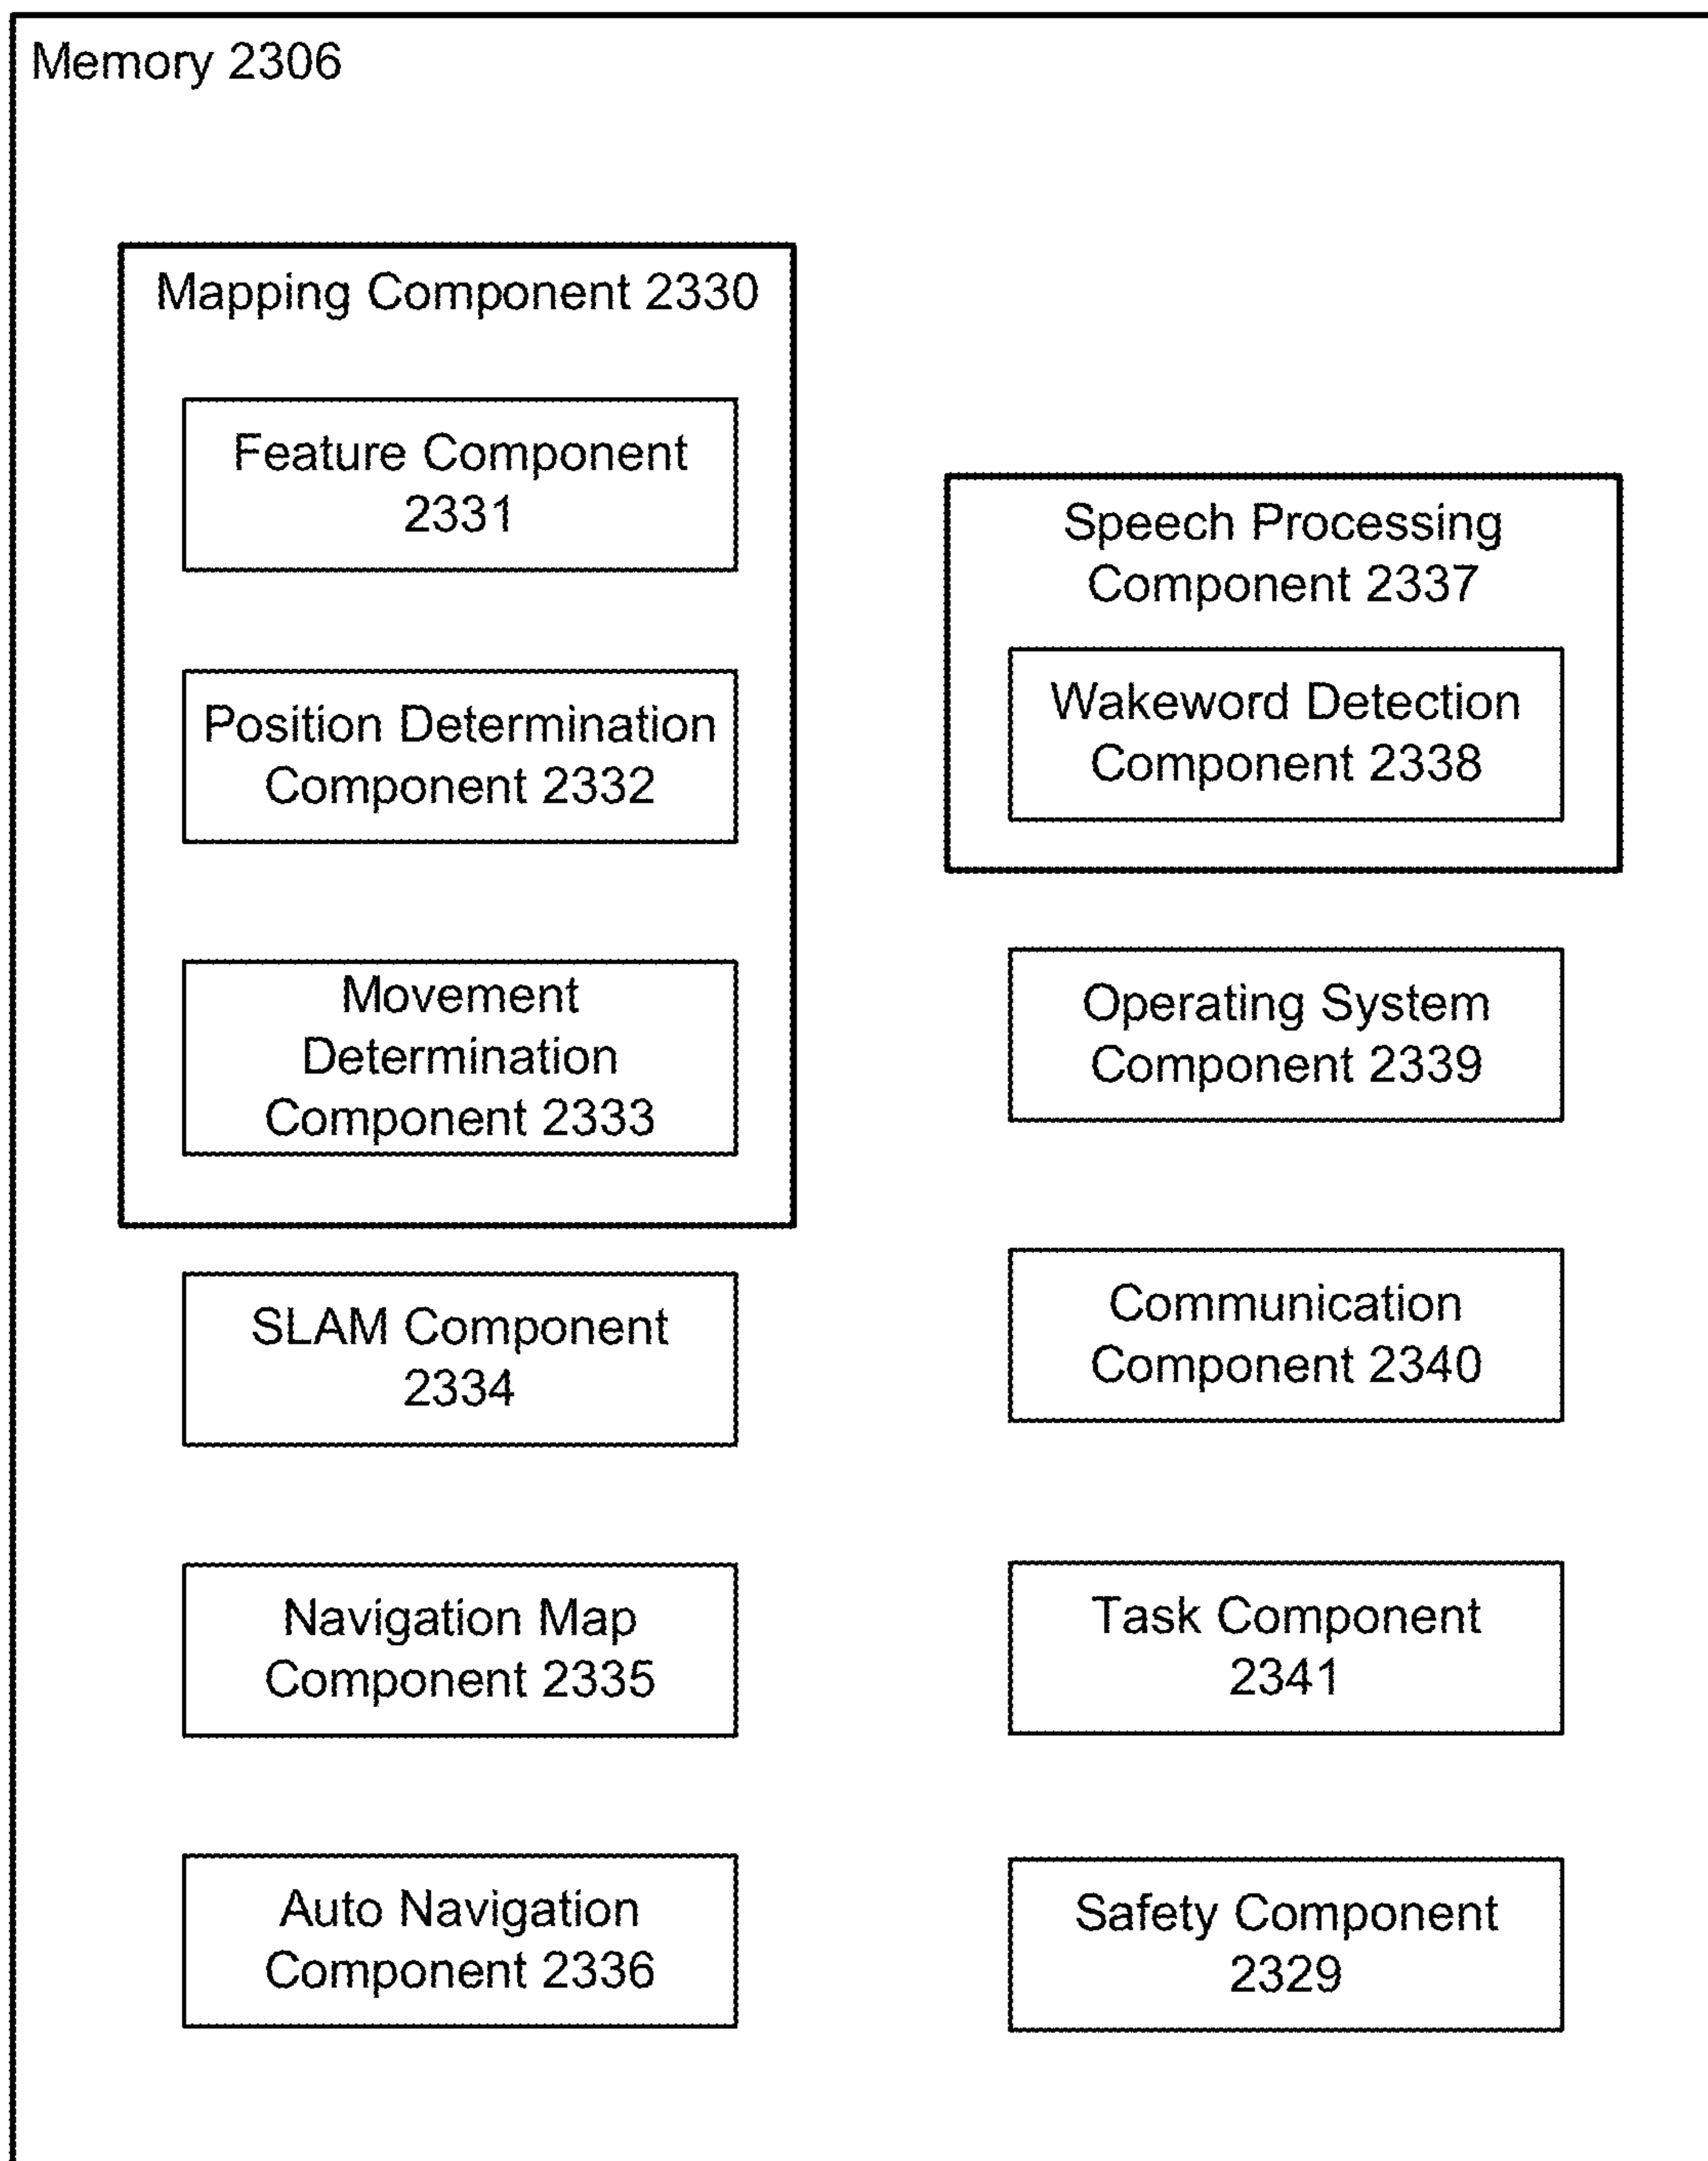 Memory 2306
Mapping Component 2330
Feature Component
2331
Position Determination
Component 2332
Movement
Determination
Component 2333
SLAM Component
2334
Navigation Map
Component 2335
Auto Navigation
Component 2336
Speech Processing
Component 2337
Wakeword Detection
Component 2338
Operating System
Component 2339
Communication
Component 2340
Task Component
2341
Safety Component
2329